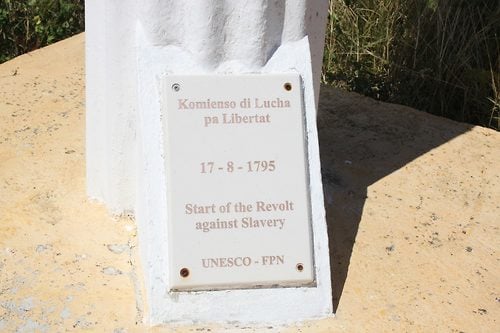 Komienso di Lucha
pa Libertat
17 - 8 - 1795
Start of the Revolt
against Slavery
UNESCO - FPN